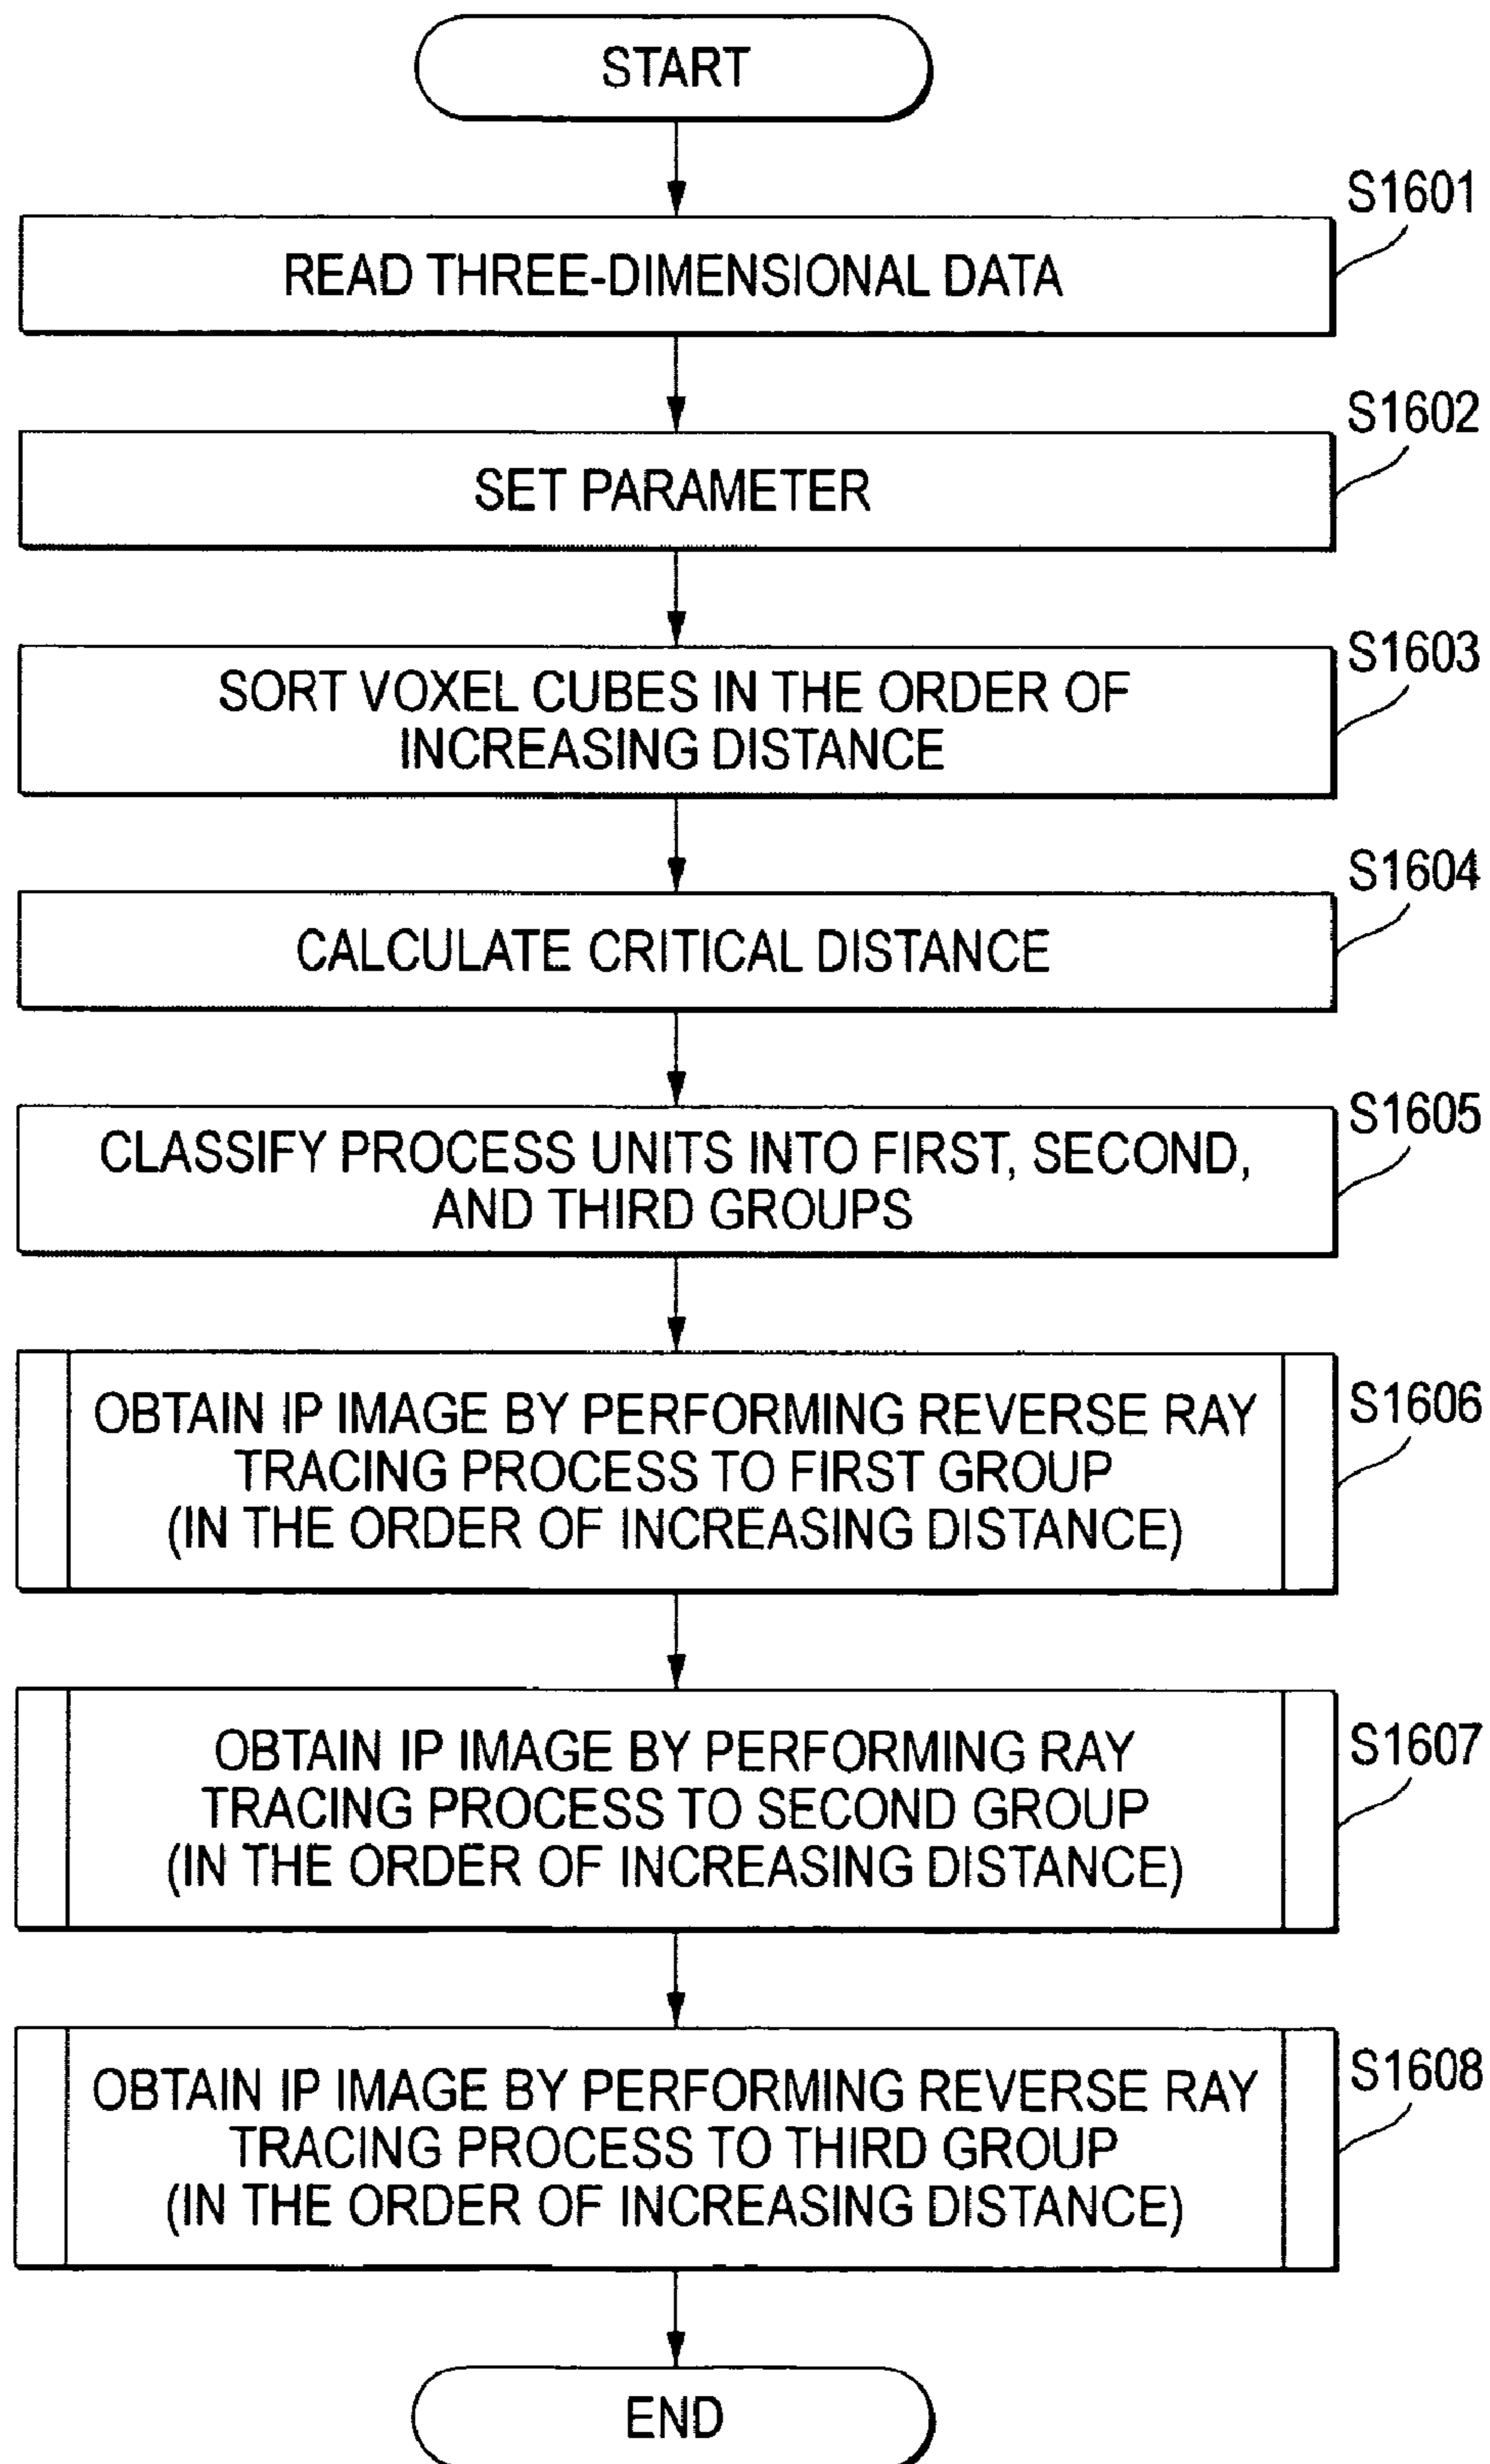 START
S1601
READ THREE-DIMENSIONAL DATA
S1602
SET PARAMETER
S1603
SORT VOXEL CUBES IN THE ORDER OF
INCREASING DISTANCE
S1604
CALCULATE CRITICAL DISTANCE
S1605
CLASSIFY PROCESS UNITS INTO FIRST, SECOND,
AND THIRD GROUPS
S1606
OBTAIN IP IMAGE BY PERFORMING REVERSE RAY
TRACING PROCESS TO FIRST GROUP
(IN THE ORDER OF INCREASING DISTANCE)
S1607
OBTAIN IP IMAGE BY PERFORMING RAY
TRACING PROCESS TO SECOND GROUP
(IN THE ORDER OF INCREASING DISTANCE)
S1608
OBTAIN IP IMAGE BY PERFORMING REVERSE RAY
TRACING PROCESS TO THIRD GROUP
(IN THE ORDER OF INCREASING DISTANCE)
END